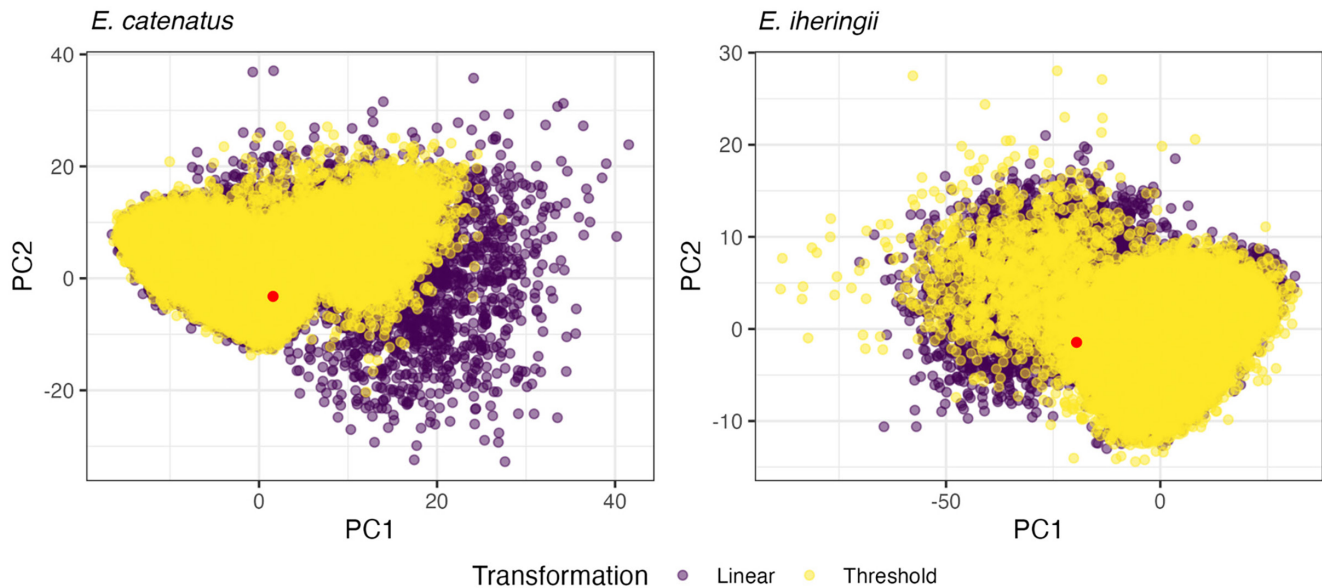 E. catenatus
E. iheringii
40
20
0
-20
PC2
0
20
40
PC1
30
20
10
0
-10
PC2
-50
0
PC1
Transformation Linear Threshold